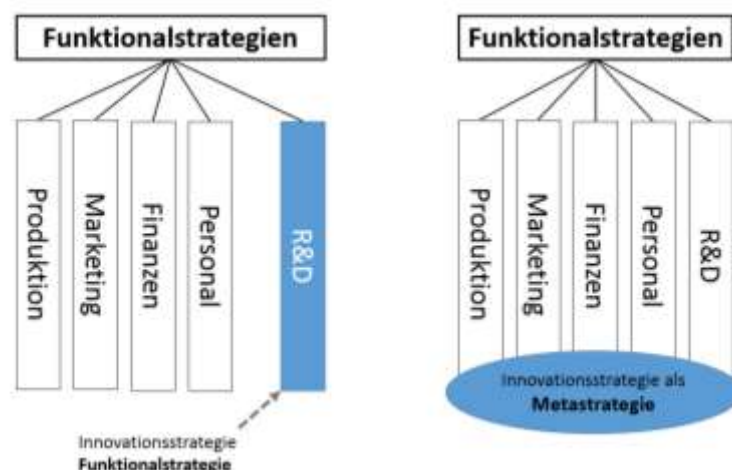 Funktionalstrategien
Produktion
Marketing
Finanzen
Personal
R&D
Innovationsstrategie
Funktionalstrategie
Funktionalstrategien
Produktion
Marketing
Finanzen
Personal
R&D
Innovationsstrategie als
Metastrategie